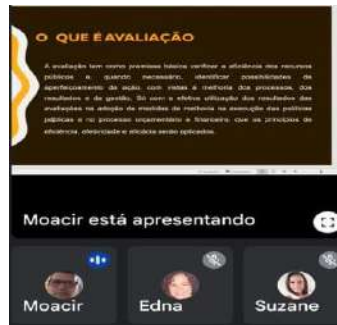 O QUE É AVALIAÇÃO
A avaliação tem como premissa básica verificar a eficiência dos recursos
públicos e, quando necessário, identificar possibilidades de
aperfeiçoamento da ação, com vistas à melhoria dos processos, dos
resultados e da gestão. Só com a efetiva utilização dos resultados das
avaliações na adoção de medidas de melhoria na execução das políticas
públicas e no processo orçamentário e financeiro, que os princípios de
eficiência, efetividade e eficácia serão aplicados.
Moacir está apresentando
Moacir
Edna
Suzane